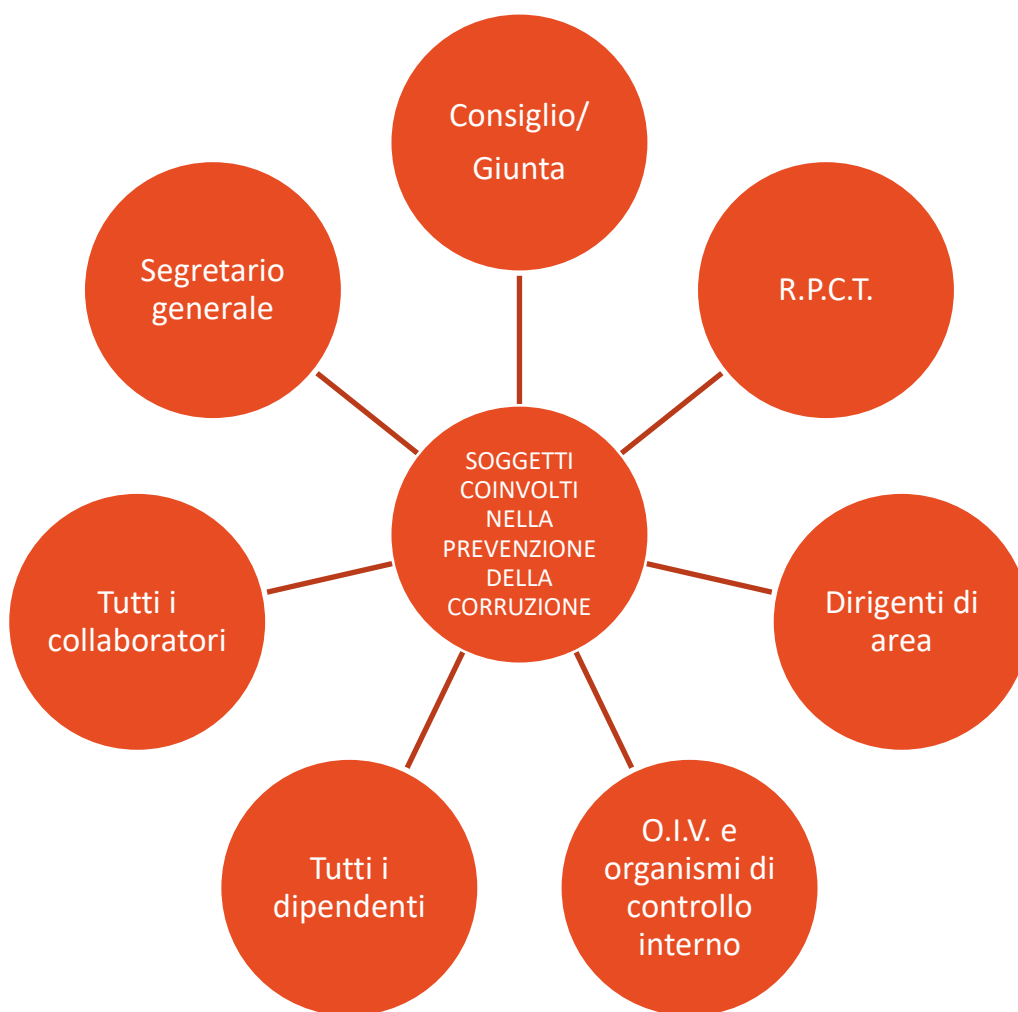 Consiglio/
Giunta
R.P.C.T.
Dirigenti di
area
O.I.V. e
organismi di
controllo
interno
Tutti i
dipendenti
Tutti i
collaboratori
Segretario
generale
SOGGETTI
COINVOLTI
NELLA
PREVENZIONE
DELLA
CORRUZIONE